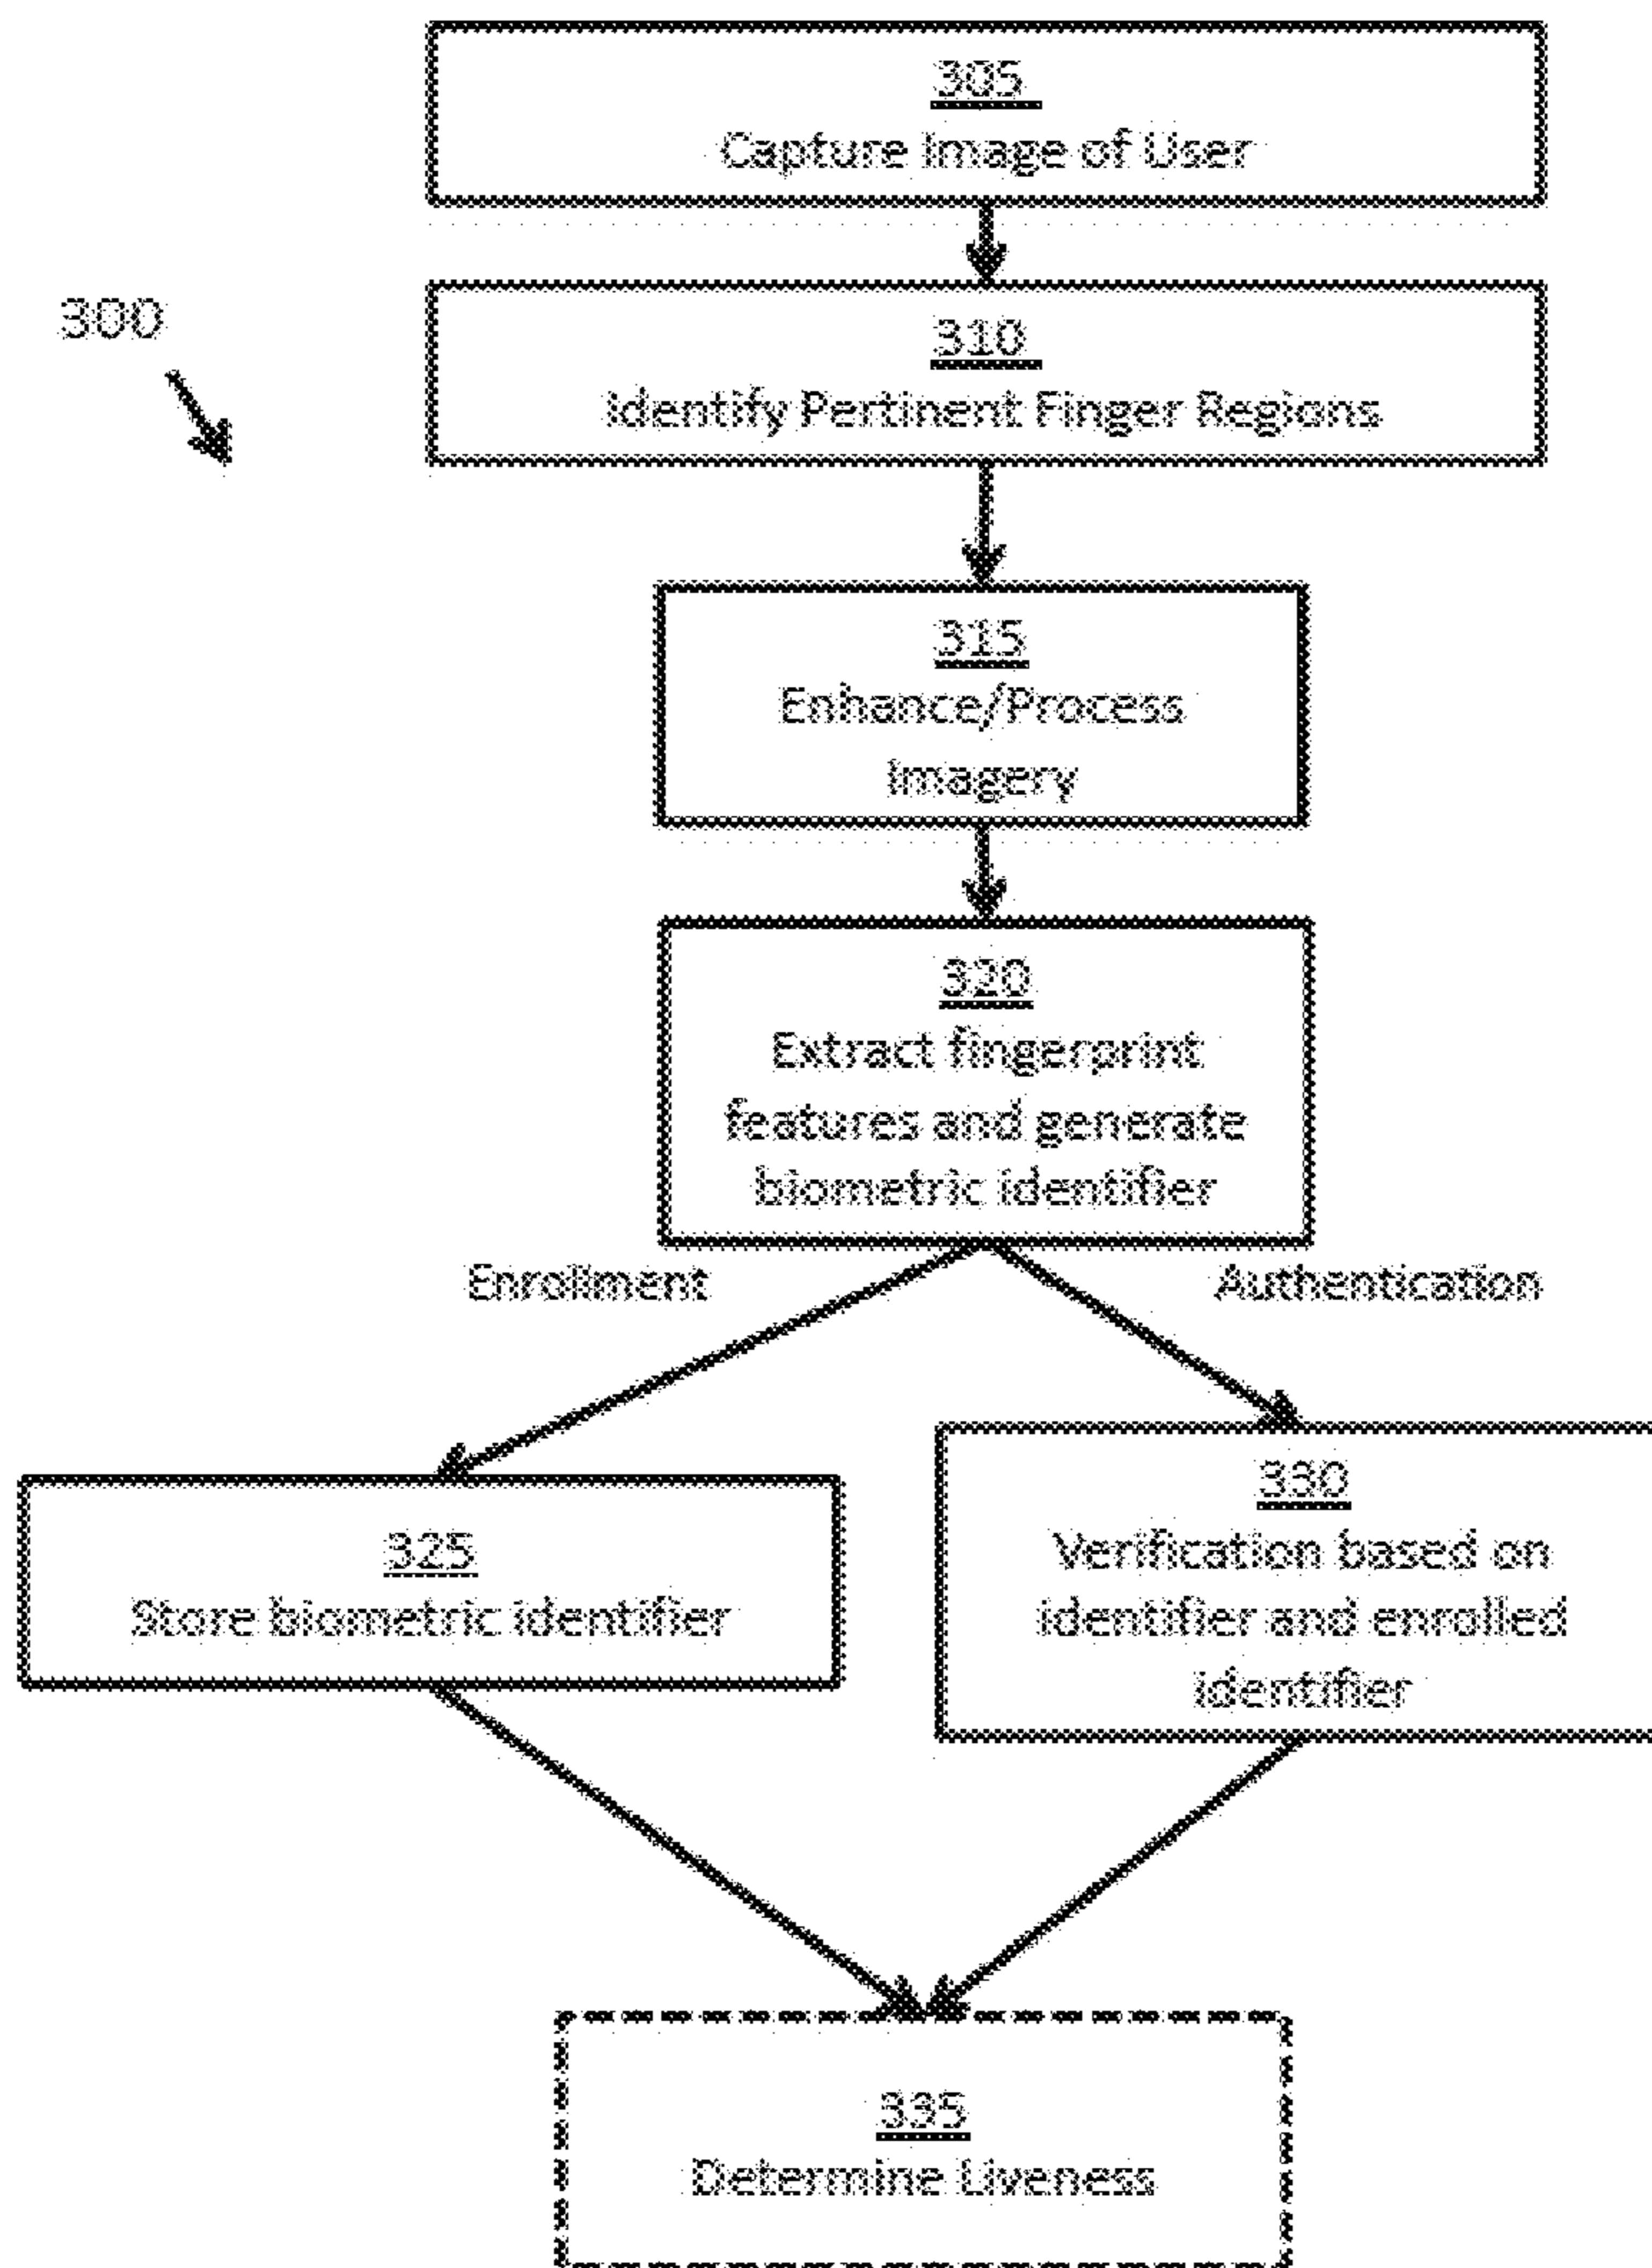 305
Capture Image of User
300
310
Identify Pertinent Finger Regions
315
Enhance/Process
Imagery
320
Extract fingerprint
features and generate
biometric identifier
Enrollment
Authentication
325
Store biometric identifier
330
Verification based on
identifier and enrolled
identifier
335
Determine Liveness